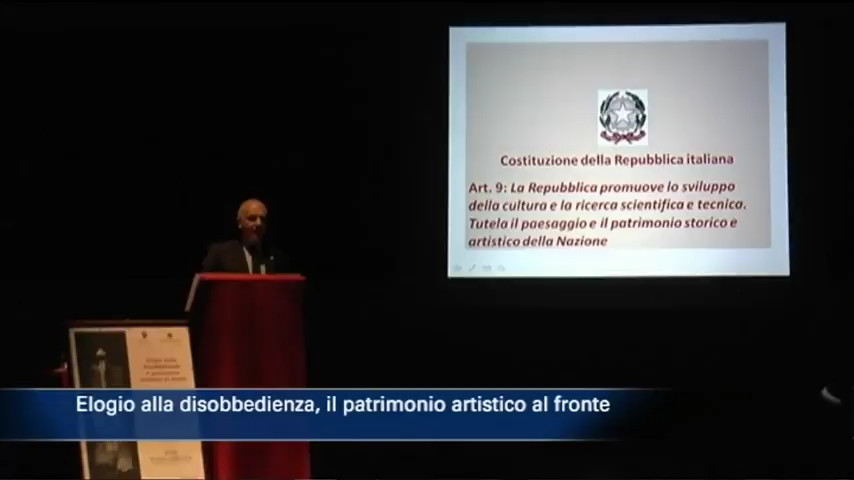 Costituzione della Repubblica italiana
Art. 9: La Repubblica promuove lo sviluppo
della cultura e la ricerca scientifica e tecnica.
Tutela il paesaggio e il patrimonio storico e
artistico della Nazione
Elogio alla disobbedienza, il patrimonio artistico al fronte